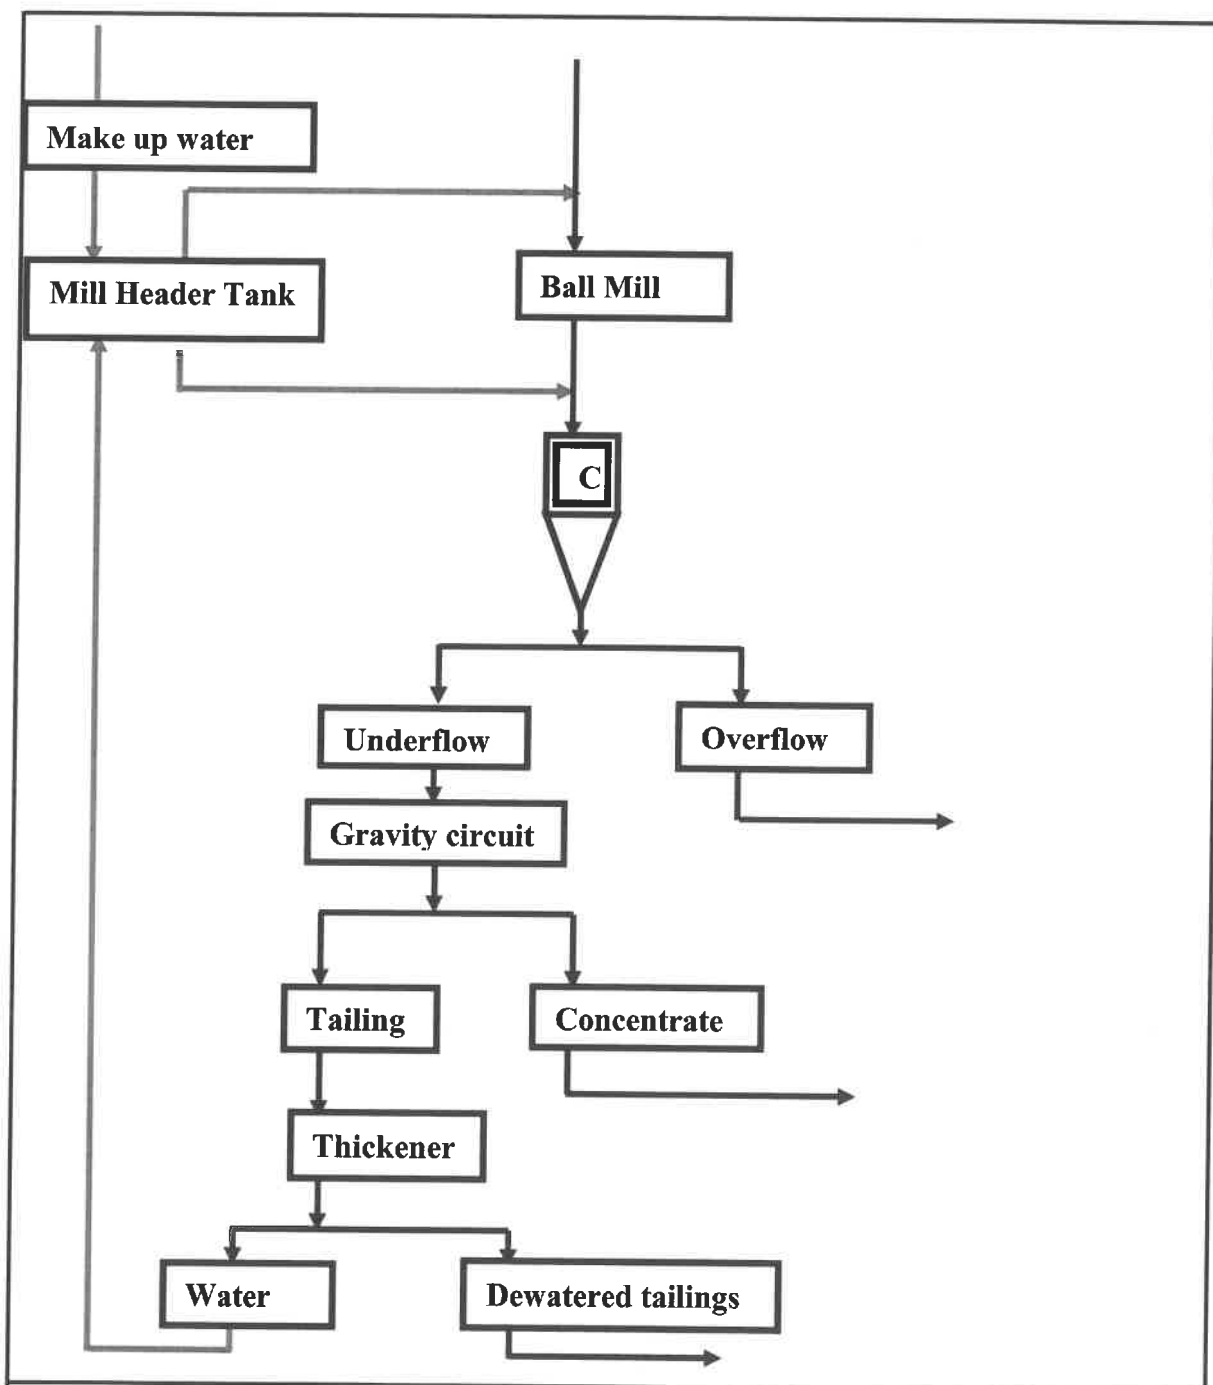 Make up water
Mill Header Tank
Ball Mill
C
Underflow
Overflow
Gravity circuit
Tailing
Concentrate
Thickener
Water
Dewatered tailings